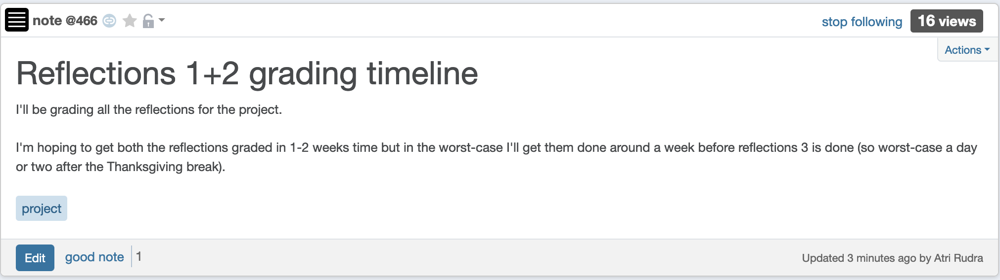 note @466
stop following
16 views
Actions
Reflections 1+2 grading timeline
I'll be grading all the reflections for the project.
I'm hoping to get both the reflections graded in 1-2 weeks time but in the worst-case I'll get them done around a week before reflections 3 is done (so worst-case a day
or two after the Thanksgiving break).
project
Edit
good note
1
Updated 3 minutes ago by Atri Rudra